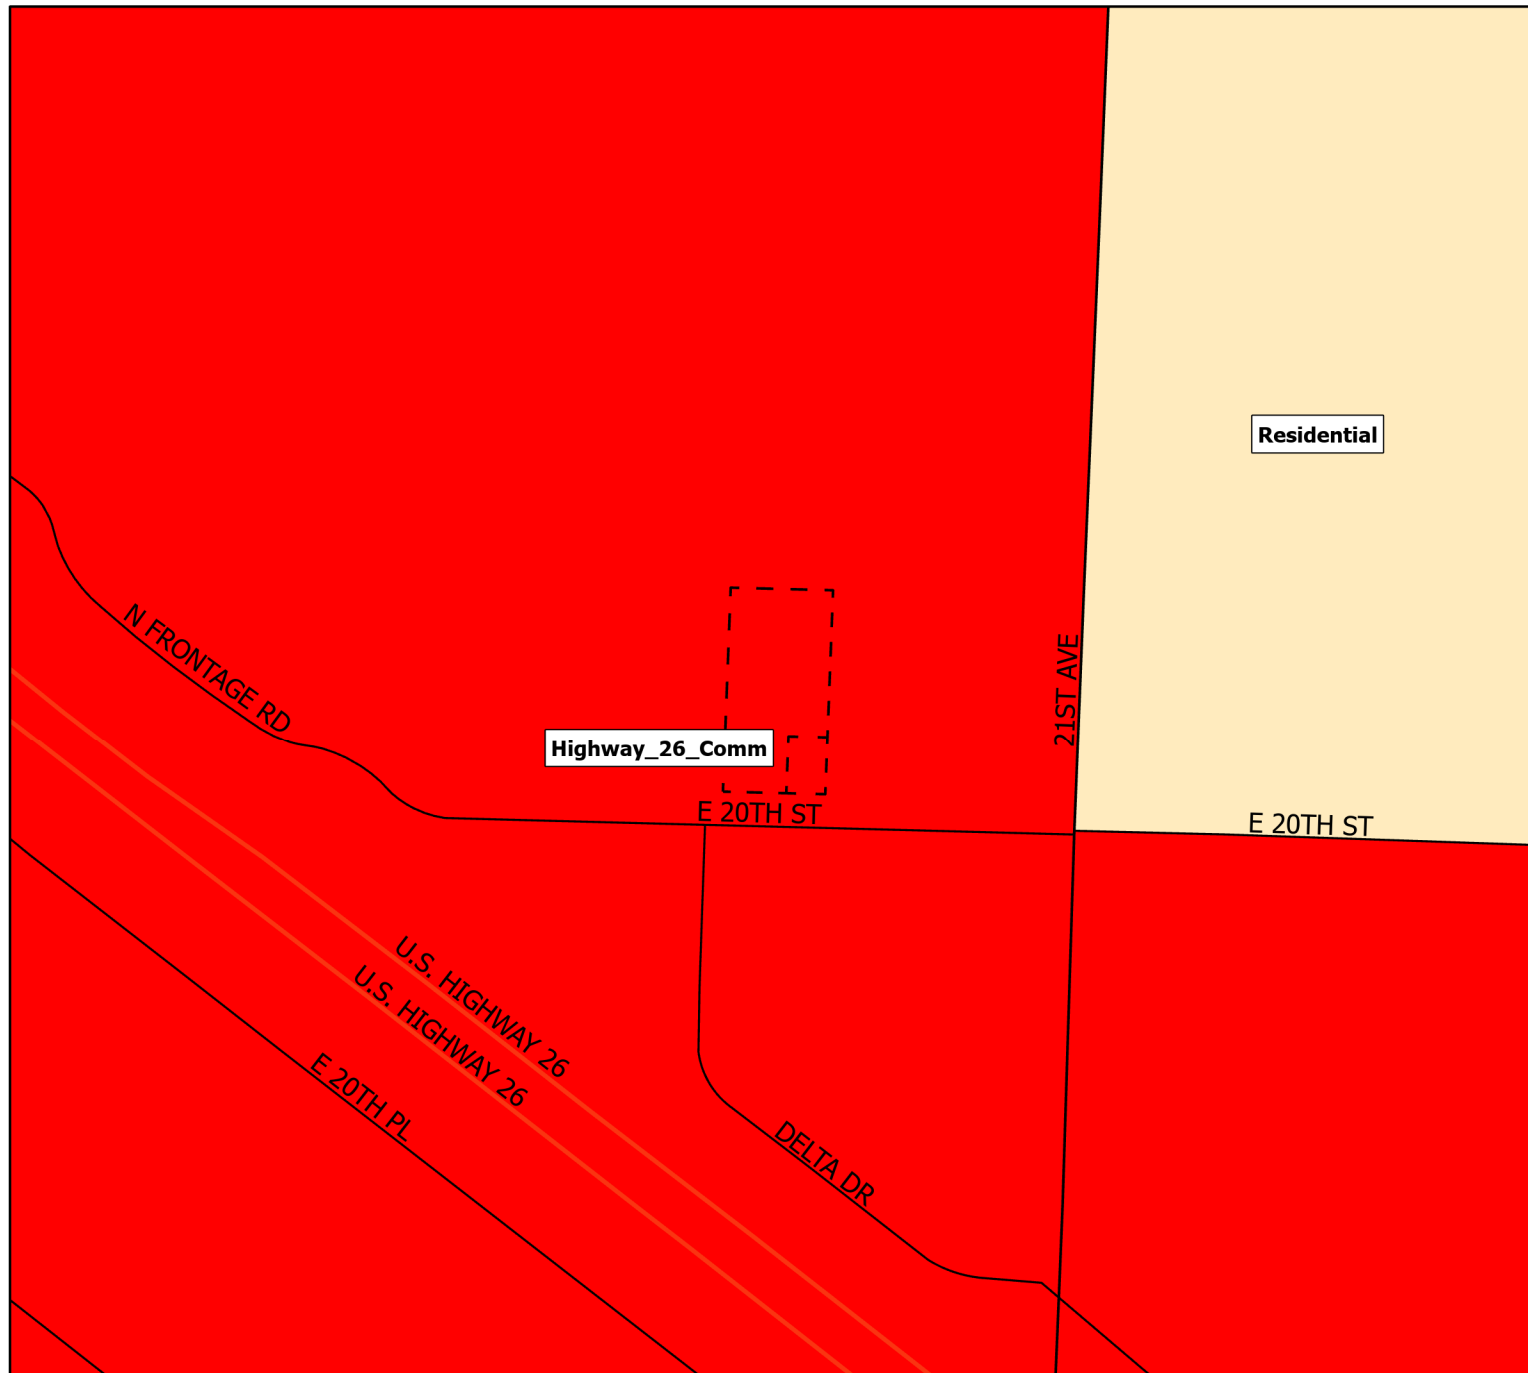 Residential
N FRONTAGE RD
21ST AVE
Highway_26_Comm
E 20TH ST
E 20TH ST
U.S. HIGHWAY 26
U.S. HIGHWAY 26
E 20TH PL
DELTA DR